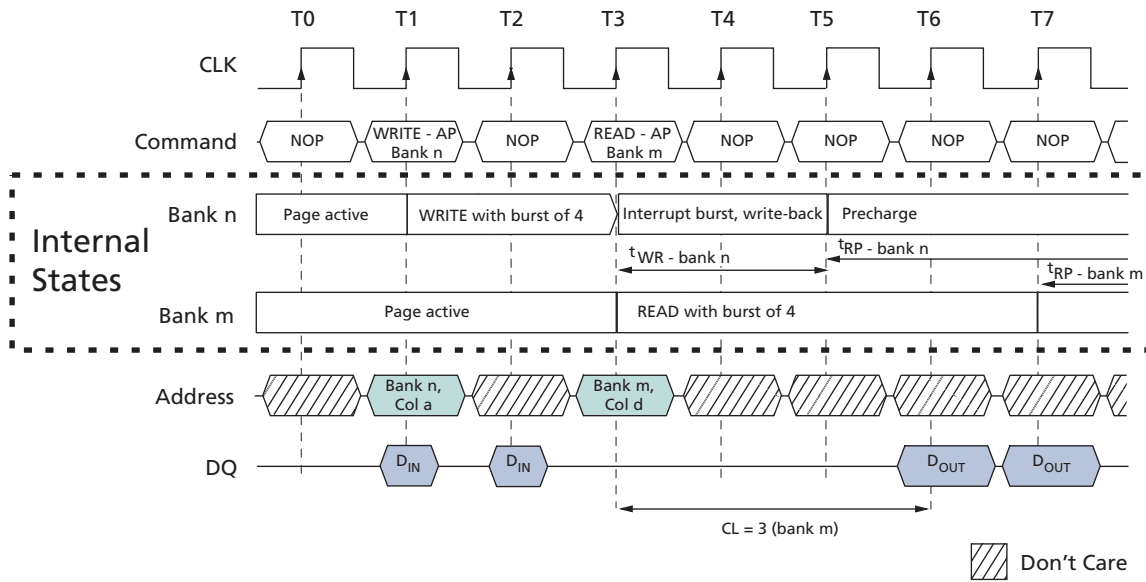 T0 T1 T2 T3 T4 T5 T6 T7
CLK
Command NOP WRITE - AP Bank n NOP READ - AP Bank m NOP NOP NOP NOP
Internal States
Bank n Page active WRITE with burst of 4 Interrupt burst, write-back Precharge
tWR - bank n tRP - bank n
tRP - bank m
Bank m Page active READ with burst of 4
Address Bank n, Col a Bank m, Col d
DQ DIN DIN DOUT DOUT
CL = 3 (bank m)
Don't Care